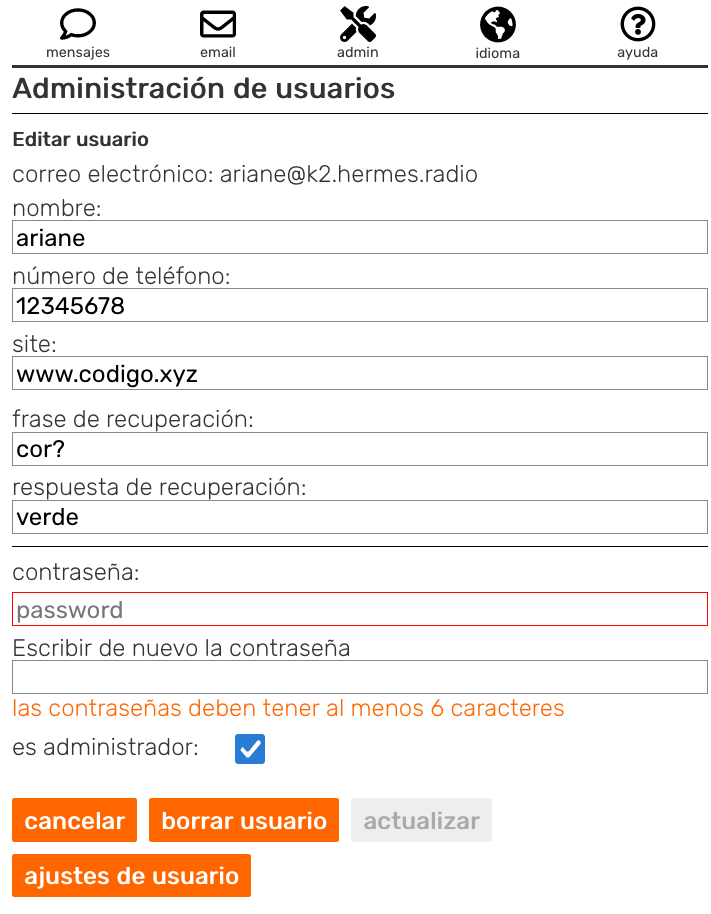 mensajes email admin idioma ayuda
Administración de usuarios
Editar usuario
correo electrónico: ariane@k2.hermes.radio
nombre:
ariane
número de teléfono:
12345678
site:
www.codigo.xyz
frase de recuperación:
cor?
respuesta de recuperación:
verde
contraseña:
password
Escribir de nuevo la contraseña
las contraseñas deben tener al menos 6 caracteres
es administrador:
cancelar borrar usuario actualizar
ajustes de usuario